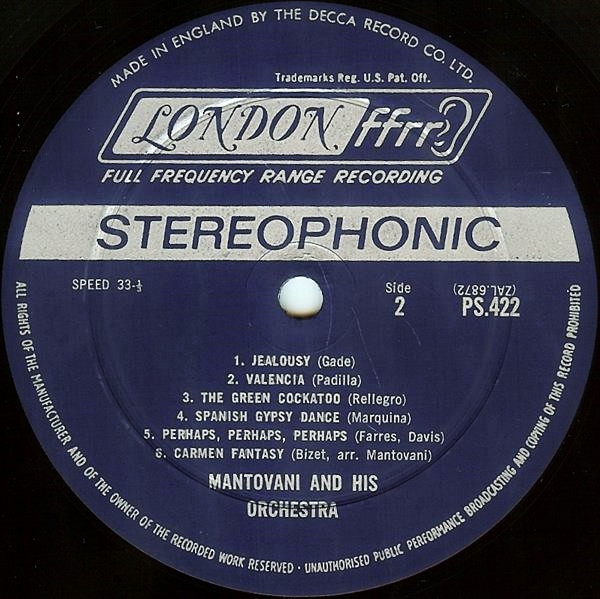 MADE IN ENGLAND BY THE DECCA RECORD CO. LTD.
Trademarks Reg. U.S. Pat. Off.
LONDON ffrr
FULL FREQUENCY RANGE RECORDING
STEREOPHONIC
SPEED 33-⅓
Side
2
(ZAL.6872)
PS.422
1. JEALOUSY (Gade)
2. VALENCIA (Padilla)
3. THE GREEN COCKATOO (Rellegro)
4. SPANISH GYPSY DANCE (Marquina)
5. PERHAPS, PERHAPS, PERHAPS (Farres, Davis)
6. CARMEN FANTASY (Bizet, arr. Mantovani)
MANTOVANI AND HIS
ORCHESTRA
ALL RIGHTS OF THE MANUFACTURER AND OF THE OWNER OF THE RECORDED WORK RESERVED · UNAUTHORISED PUBLIC PERFORMANCE BROADCASTING AND COPYING OF THIS RECORD PROHIBITED